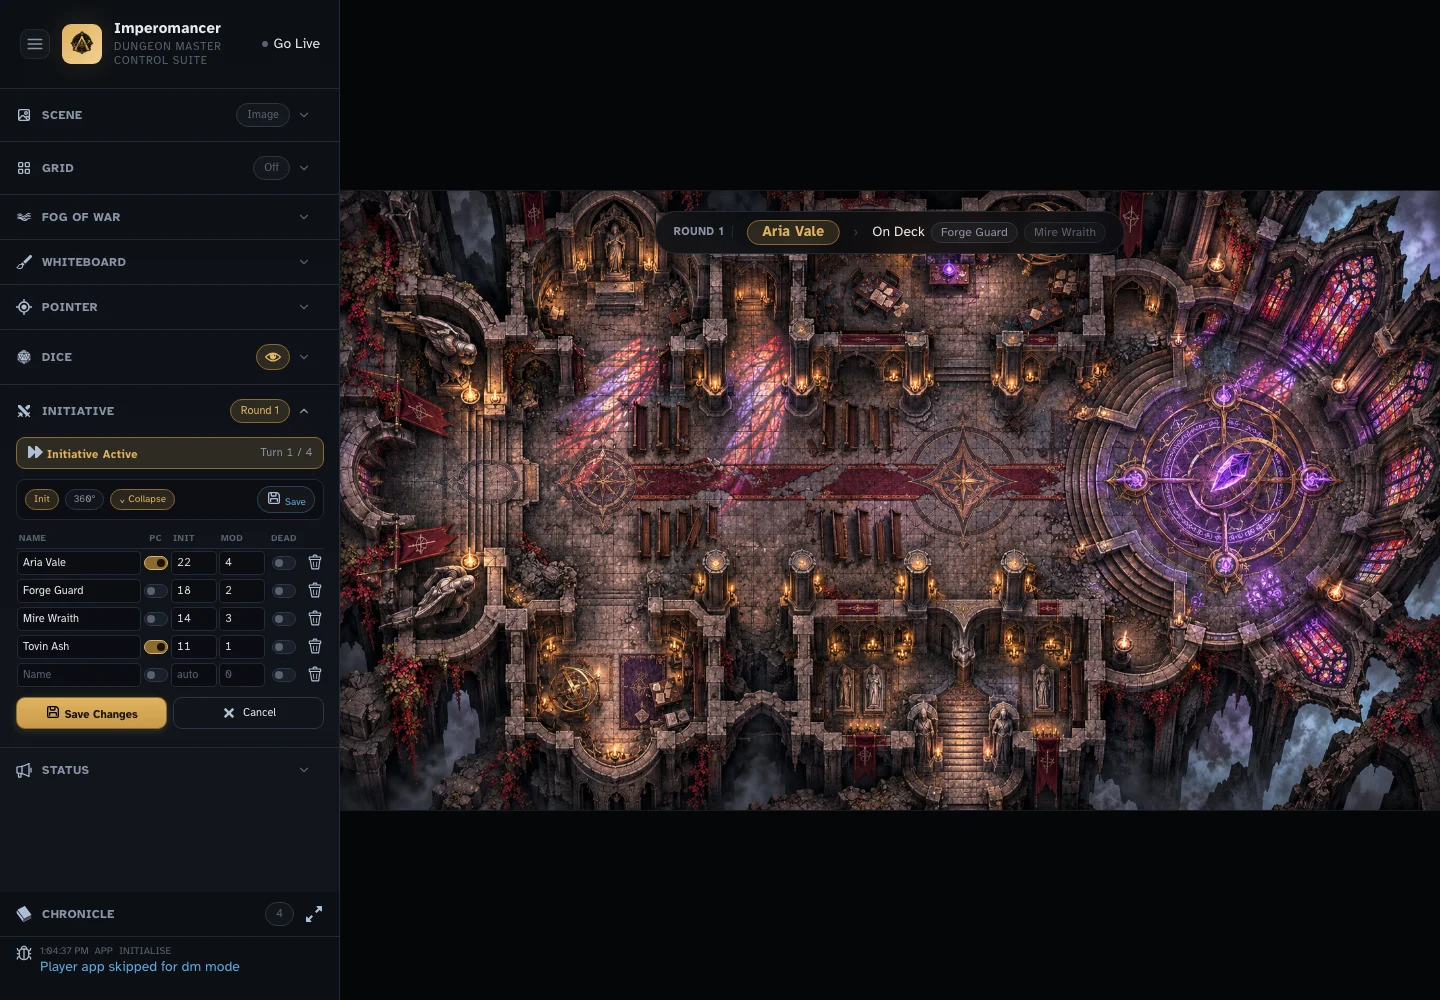 Imperomancer
DUNGEON MASTER
CONTROL SUITE
Go Live
SCENE
Image
GRID
Off
FOG OF WAR
WHITEBOARD
POINTER
DICE
INITIATIVE
Round 1
Initiative Active
Turn 1 / 4
Init
360°
Collapse
Save
NAME PC INIT MOD DEAD
Aria Vale 22 4
Forge Guard 18 2
Mire Wraith 14 3
Tovin Ash 11 1
Name auto 0
Save Changes
Cancel
STATUS
CHRONICLE
4
1:04:37 PM APP INITIALISE
Player app skipped for dm mode
ROUND 1
Aria Vale
›
On Deck
Forge Guard
Mire Wraith